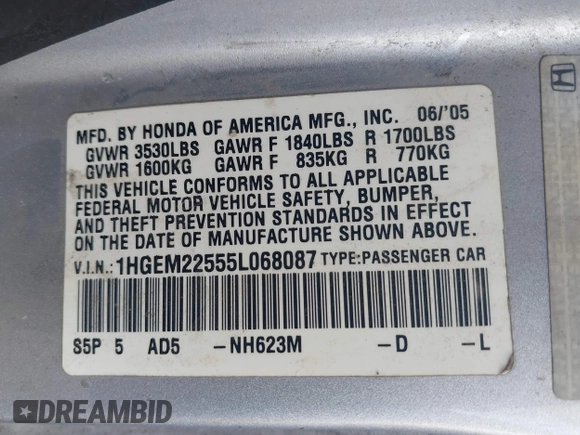 MFD. BY HONDA OF AMERICA MFG., INC. 06/'05
GVWR 3530LBS GAWR F 1840LBS R 1700LBS
GVWR 1600KG GAWR F 835KG R 770KG
THIS VEHICLE CONFORMS TO ALL APPLICABLE
FEDERAL MOTOR VEHICLE SAFETY, BUMPER,
AND THEFT PREVENTION STANDARDS IN EFFECT
ON THE DATE OF MANUFACTURE SHOWN ABOVE.
V.I.N.: 1HGEM22555L068087 TYPE:PASSENGER CAR
S5P 5 AD5 -NH623M -D -L
DREAMBID